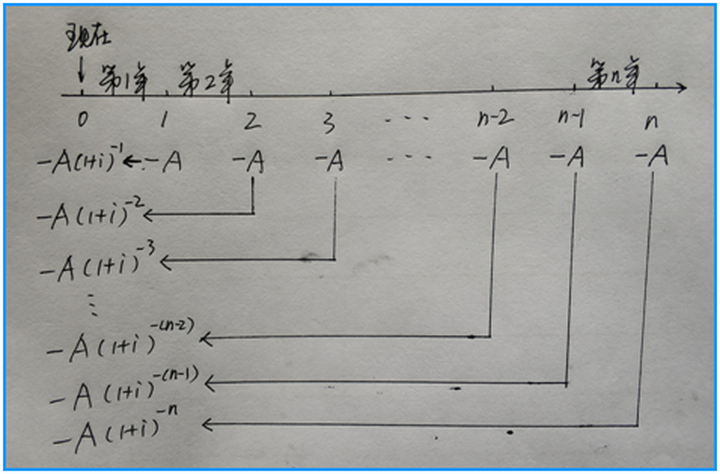 现在
第1年 第2年 第n年
0 1 2 3 ··· n-2 n-1 n
-A(1+i)^-1 ← -A -A -A ··· -A -A -A
-A(1+i)^-2
-A(1+i)^-3
⋮
-A(1+i)^-(n-2)
-A(1+i)^-(n-1)
-A(1+i)^-n